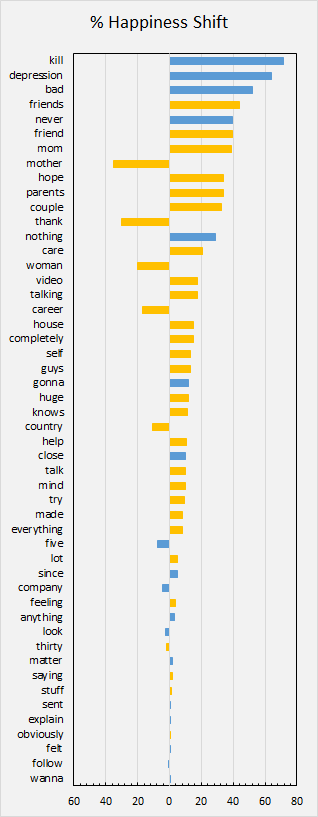 % Happiness Shift
kill
depression
bad
friends
never
friend
mom
mother
hope
parents
couple
thank
nothing
care
woman
video
talking
career
house
completely
self
guys
gonna
huge
knows
country
help
close
talk
mind
try
made
everything
five
lot
since
company
feeling
anything
look
thirty
matter
saying
stuff
sent
explain
obviously
felt
follow
wanna
60 40 20 0 20 40 60 80